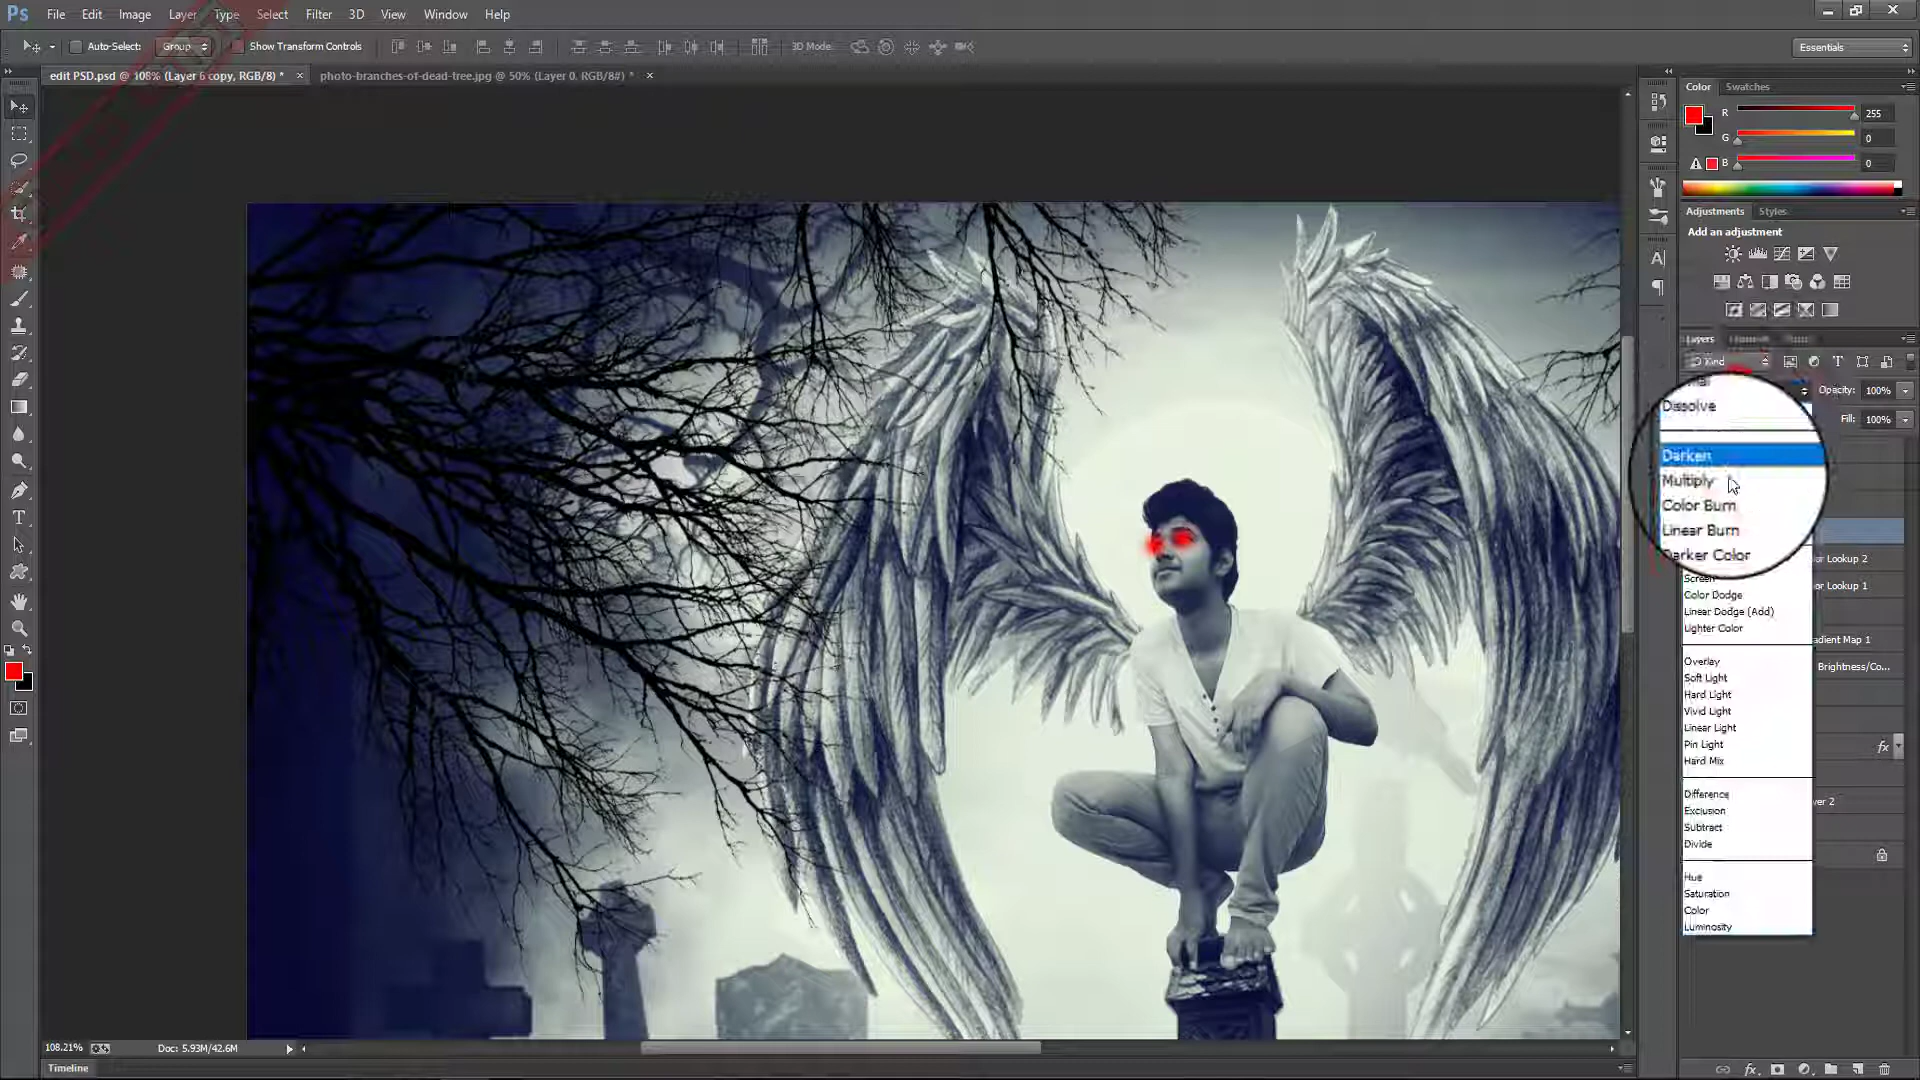 Ps File Edit Image Layer Type Select Filter 3D View Window Help
Auto-Select: Group Show Transform Controls 3D Mode: Essentials
edit PSD.psd @ 108% (Layer 6 copy, RGB/8) * × photo-branches-of-dead-tree.jpg @ 50% (Layer 0, RGB/8#) * ×
Color Swatches
R 255
G 0
B 0
Adjustments Styles
Add an adjustment
Layers
Kind
Opacity: 100%
Fill: 100%
Dissolve
Darken
Multiply
Color Burn
Linear Burn
Darker Color
Screen
Color Dodge
Linear Dodge (Add)
Lighter Color
Overlay
Soft Light
Hard Light
Vivid Light
Linear Light
Pin Light
Hard Mix
Difference
Exclusion
Subtract
Divide
Hue
Saturation
Color
Luminosity
or Lookup 2
or Lookup 1
adient Map 1
Brightness/Co...
fx
ver 2
108.21% Doc: 5.93M/42.6M
Timeline
fx